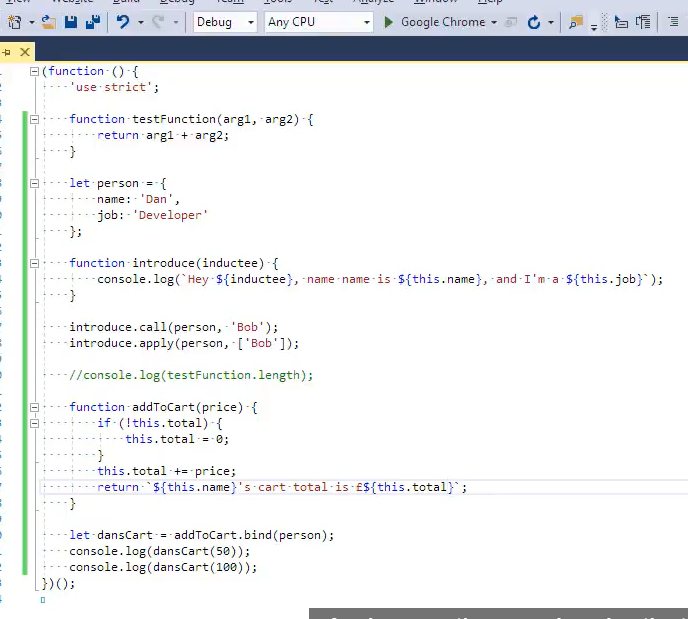 Debug Any CPU Google Chrome
(function () {
'use strict';
function testFunction(arg1, arg2) {
return arg1 + arg2;
}
let person = {
name: 'Dan',
job: 'Developer'
};
function introduce(inductee) {
console.log(`Hey ${inductee}, name name is ${this.name}, and I'm a ${this.job}`);
}
introduce.call(person, 'Bob');
introduce.apply(person, ['Bob']);
//console.log(testFunction.length);
function addToCart(price) {
if (!this.total) {
this.total = 0;
}
this.total += price;
return `${this.name}'s cart total is £${this.total}`;
}
let dansCart = addToCart.bind(person);
console.log(dansCart(50));
console.log(dansCart(100));
})();